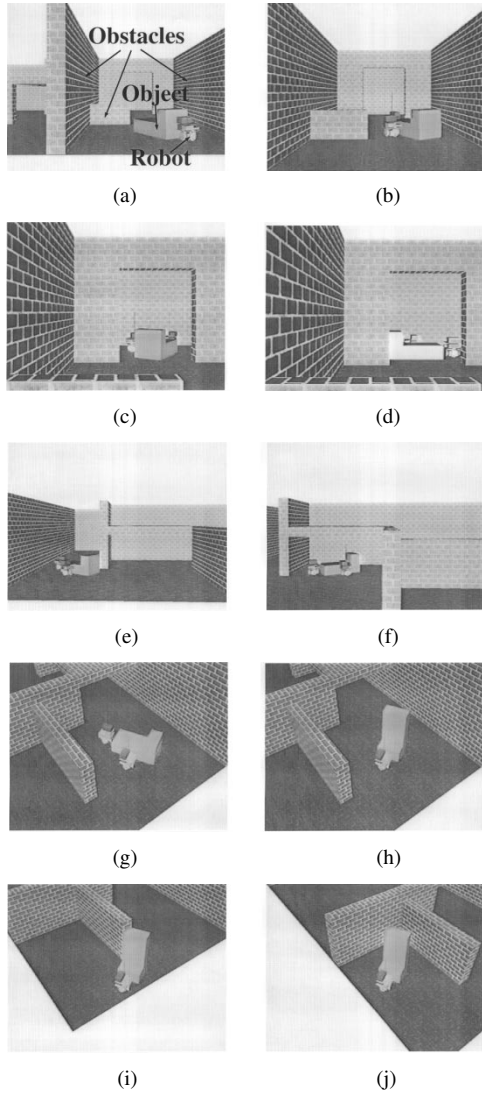 Obstacles
Object
Robot
(a)
(b)
(c)
(d)
(e)
(f)
(g)
(h)
(i)
(j)